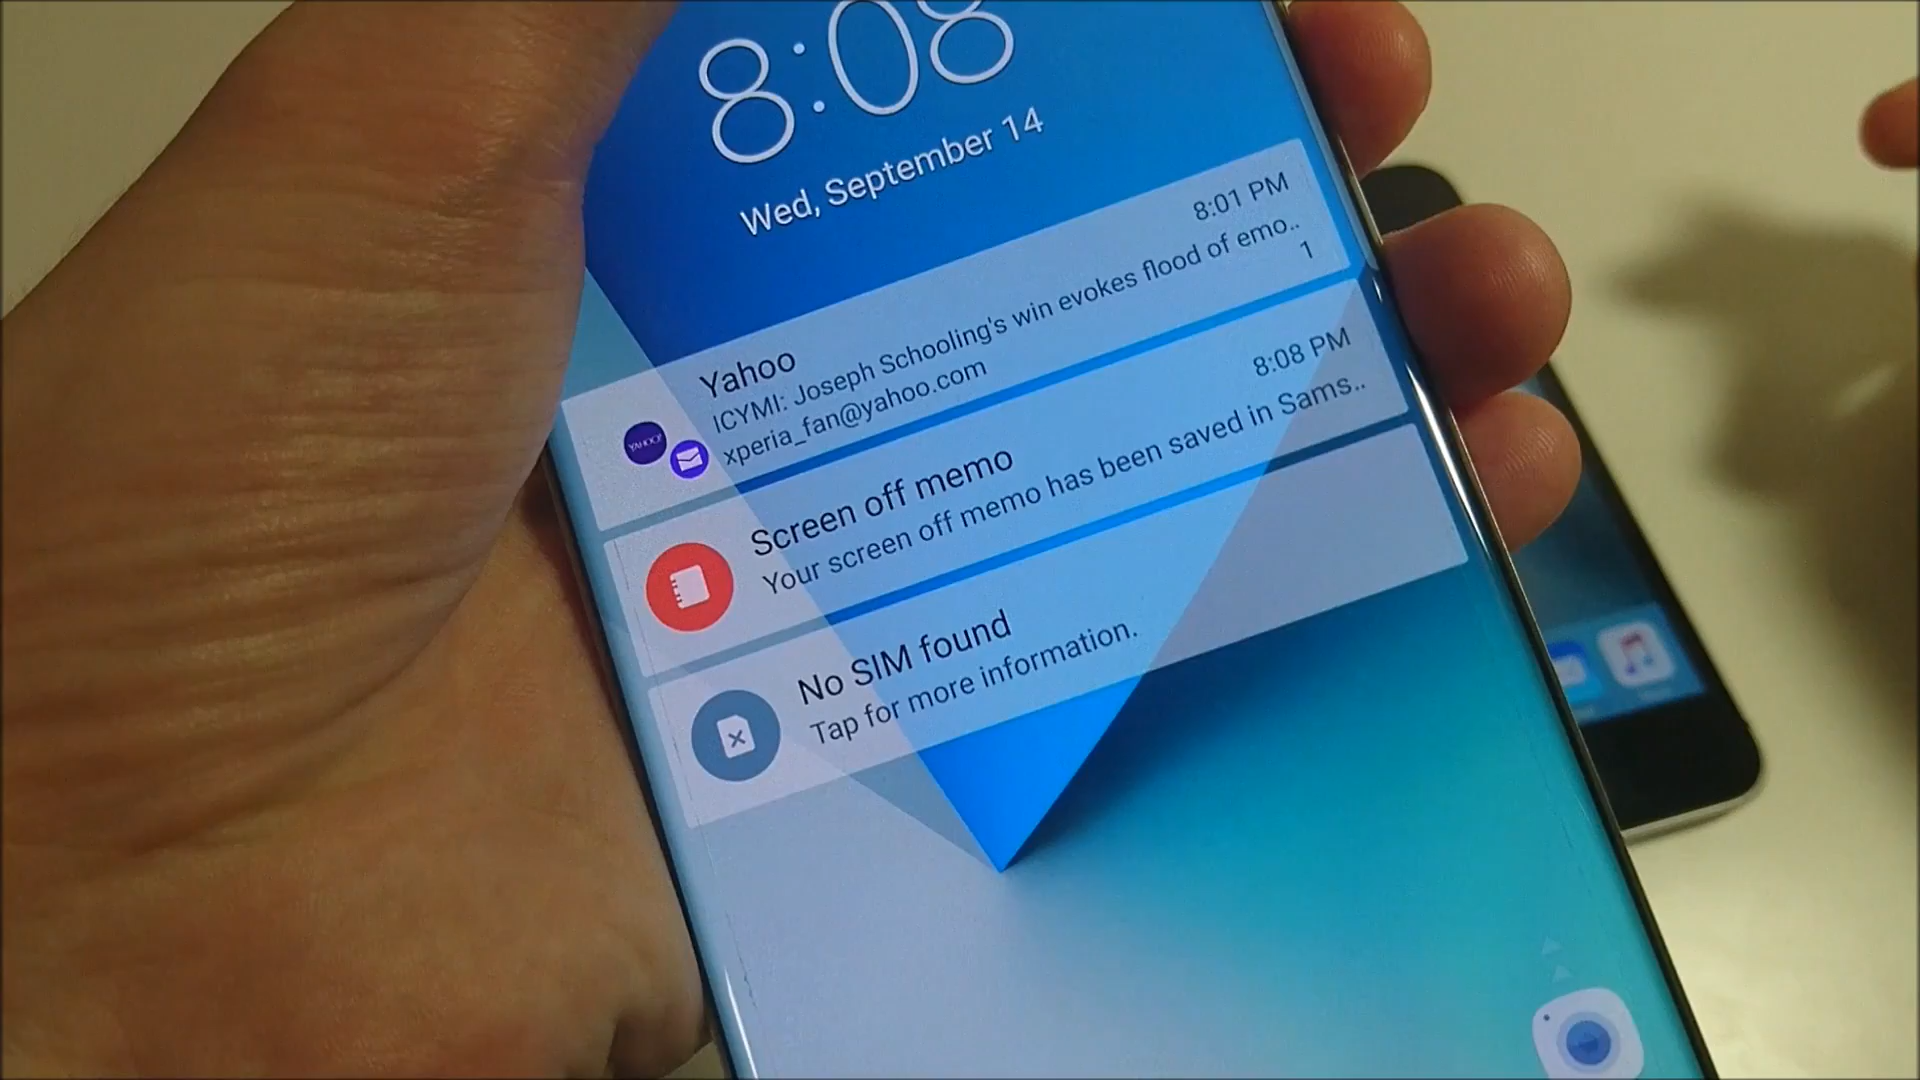 8:08
Wed, September 14
Yahoo 8:01 PM
ICYMI: Joseph Schooling's win evokes flood of emo..
xperia_fan@yahoo.com 1
YAHOO!
Screen off memo 8:08 PM
Your screen off memo has been saved in Sams..
No SIM found
Tap for more information.